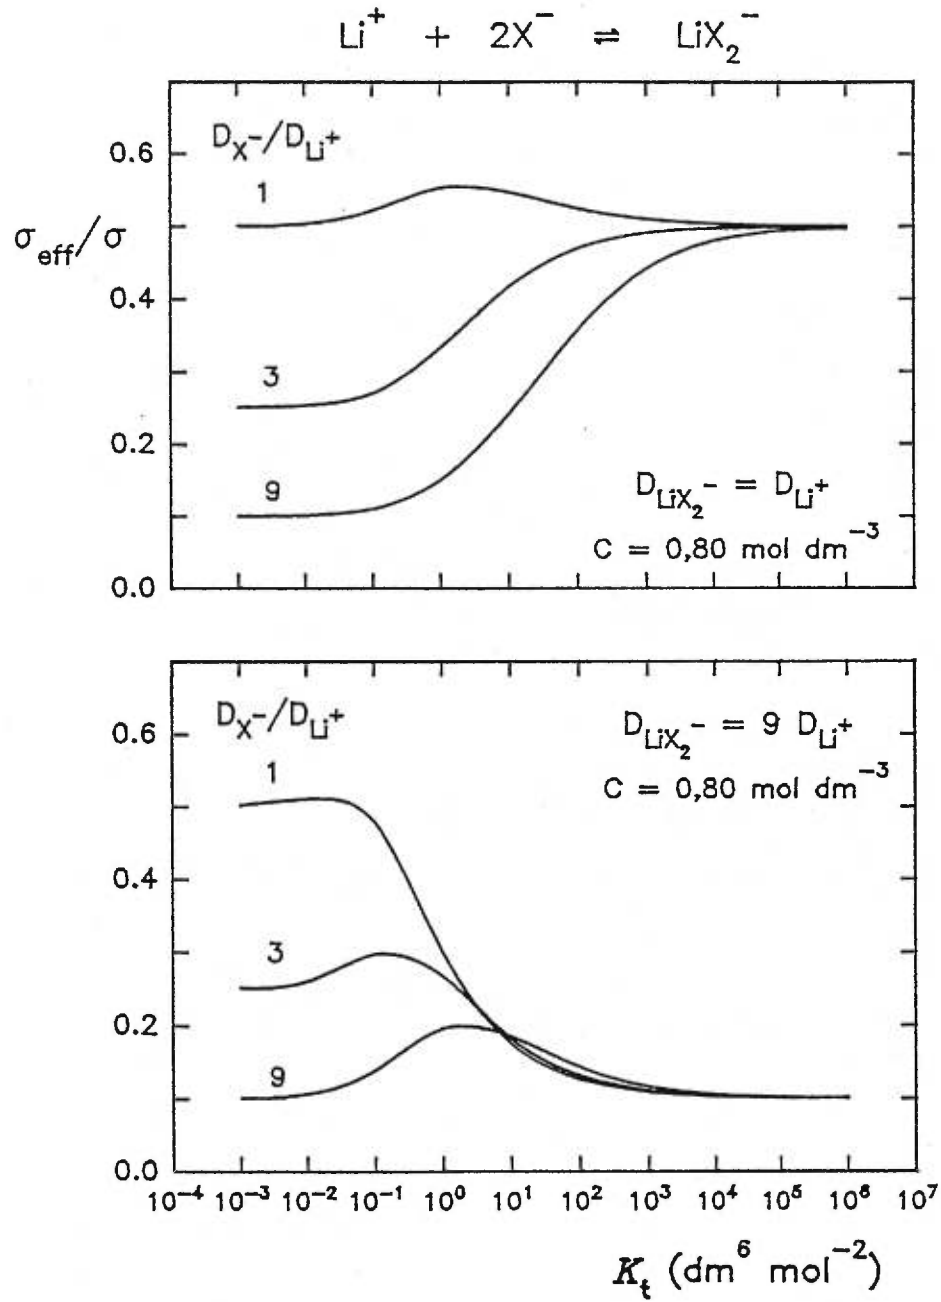 Li⁺ + 2X⁻ ⇌ LiX₂⁻
D_X⁻/D_Li⁺
0.6
1
σ_eff/σ
0.4
3
0.2
9
D_LiX₂⁻ = D_Li⁺
C = 0,80 mol dm⁻³
0.0
D_X⁻/D_Li⁺
D_LiX₂⁻ = 9 D_Li⁺
0.6
1
C = 0,80 mol dm⁻³
0.4
3
0.2
9
0.0
10⁻⁴ 10⁻³ 10⁻² 10⁻¹ 10⁰ 10¹ 10² 10³ 10⁴ 10⁵ 10⁶ 10⁷
K_t (dm⁶ mol⁻²)